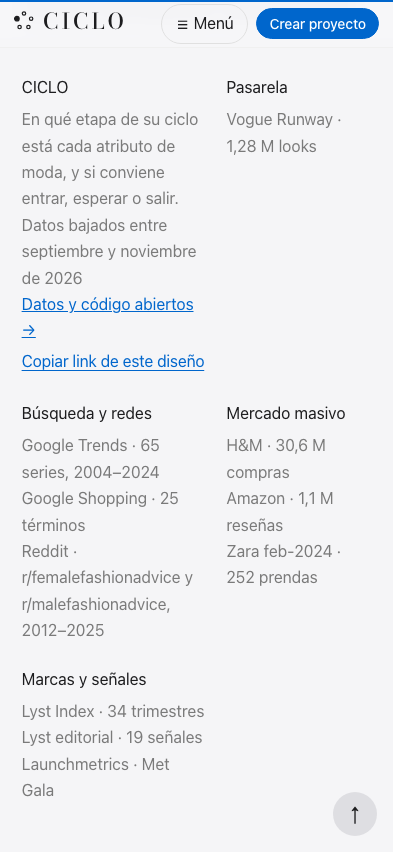 CICLO
≡ Menú
Crear proyecto
CICLO
En qué etapa de su ciclo
está cada atributo de
moda, y si conviene
entrar, esperar o salir.
Datos bajados entre
septiembre y noviembre
de 2026
Datos y código abiertos
→
Copiar link de este diseño
Pasarela
Vogue Runway ·
1,28 M looks
Búsqueda y redes
Google Trends · 65
series, 2004–2024
Google Shopping · 25
términos
Reddit ·
r/femalefashionadvice y
r/malefashionadvice,
2012–2025
Mercado masivo
H&M · 30,6 M
compras
Amazon · 1,1 M
reseñas
Zara feb-2024 ·
252 prendas
Marcas y señales
Lyst Index · 34 trimestres
Lyst editorial · 19 señales
Launchmetrics · Met
Gala
↑